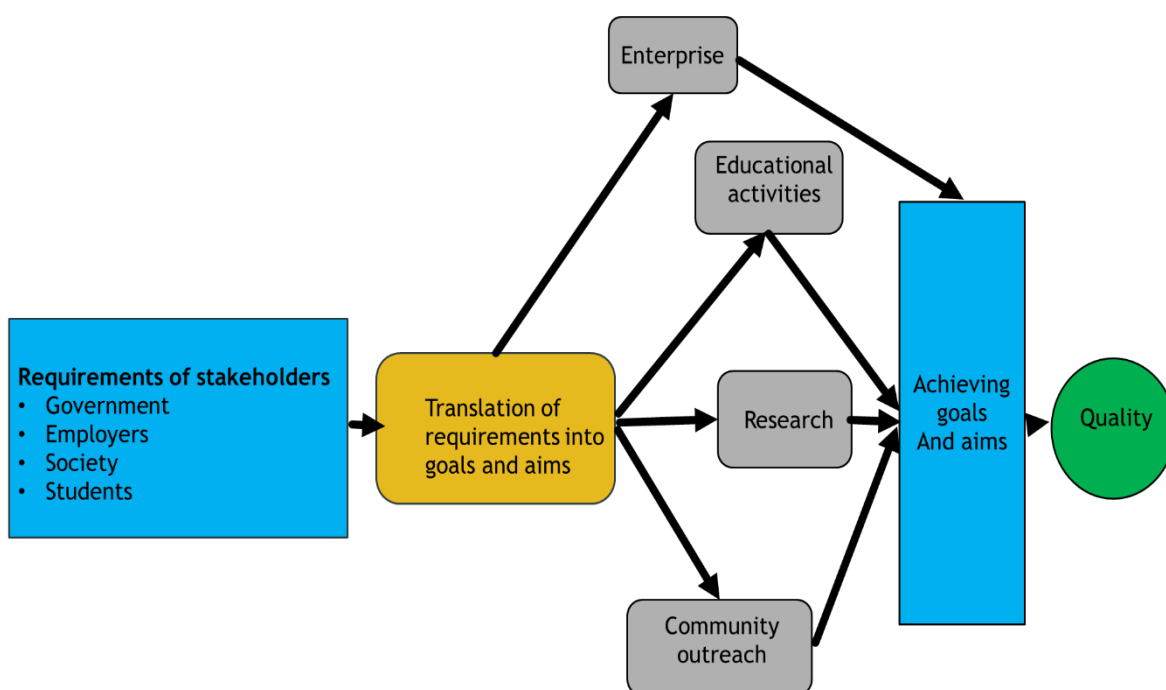 Enterprise
Educational
activities
Requirements of stakeholders
• Government
• Employers
• Society
• Students
Translation of
requirements into
goals and aims
Research
Community
outreach
Achieving
goals
And aims
Quality